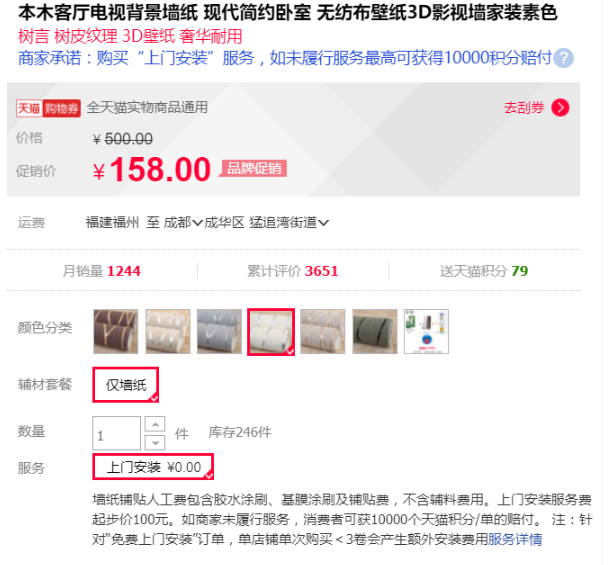 本木客厅电视背景墙纸 现代简约卧室 无纺布壁纸3D影视墙家装素色
树言 树皮纹理 3D壁纸 奢华耐用
商家承诺：购买“上门安装”服务，如未履行服务最高可获得10000积分赔付?
天猫 购物券 全天猫实物商品通用 去刮券
价格 ¥500.00
促销价 ¥158.00 品牌促销
运费 福建福州 至 成都 成华区 猛追湾街道
月销量 1244 累计评价 3651 送天猫积分 79
颜色分类
辅材套餐 仅墙纸
数量 1 件 库存246件
服务 上门安装 ¥0.00
墙纸铺贴人工费包含胶水涂刷、基膜涂刷及铺贴费，不含辅料费用。上门安装服务费
起步价100元。如商家未履行服务，消费者可获10000个天猫积分/单的赔付。 注：针
对“免费上门安装”订单，单店铺单次购买＜3卷会产生额外安装费用服务详情